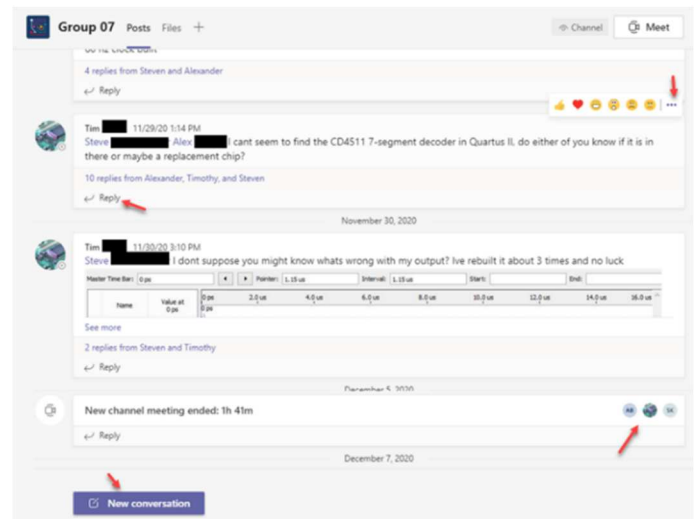 Group 07 Posts Files +
Channel Meet
4 replies from Steven and Alexander
Reply
Tim 11/29/20 1:14 PM
Steve Alex I cant seem to find the CD4511 7-segment decoder in Quartus II, do either of you know if it is in
there or maybe a replacement chip?
10 replies from Alexander, Timothy, and Steven
Reply
November 30, 2020
Tim 11/30/20 3:10 PM
Steve I dont suppose you might know whats wrong with my output? Ive rebuilt it about 3 times and no luck
Master Time Bar: 0 ps Pointer: 1.15 us Interval: 1.15 us Start: End:
Name Value at 0 ps 2.0 us 4.0 us 6.0 us 8.0 us 10.0 us 12.0 us 14.0 us 16.0 us
0 ps 0 ps
See more
2 replies from Steven and Timothy
Reply
December 5, 2020
New channel meeting ended: 1h 41m
AB SK
Reply
December 7, 2020
New conversation